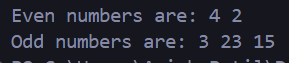 Even numbers are: 4 2
Odd numbers are: 3 23 15